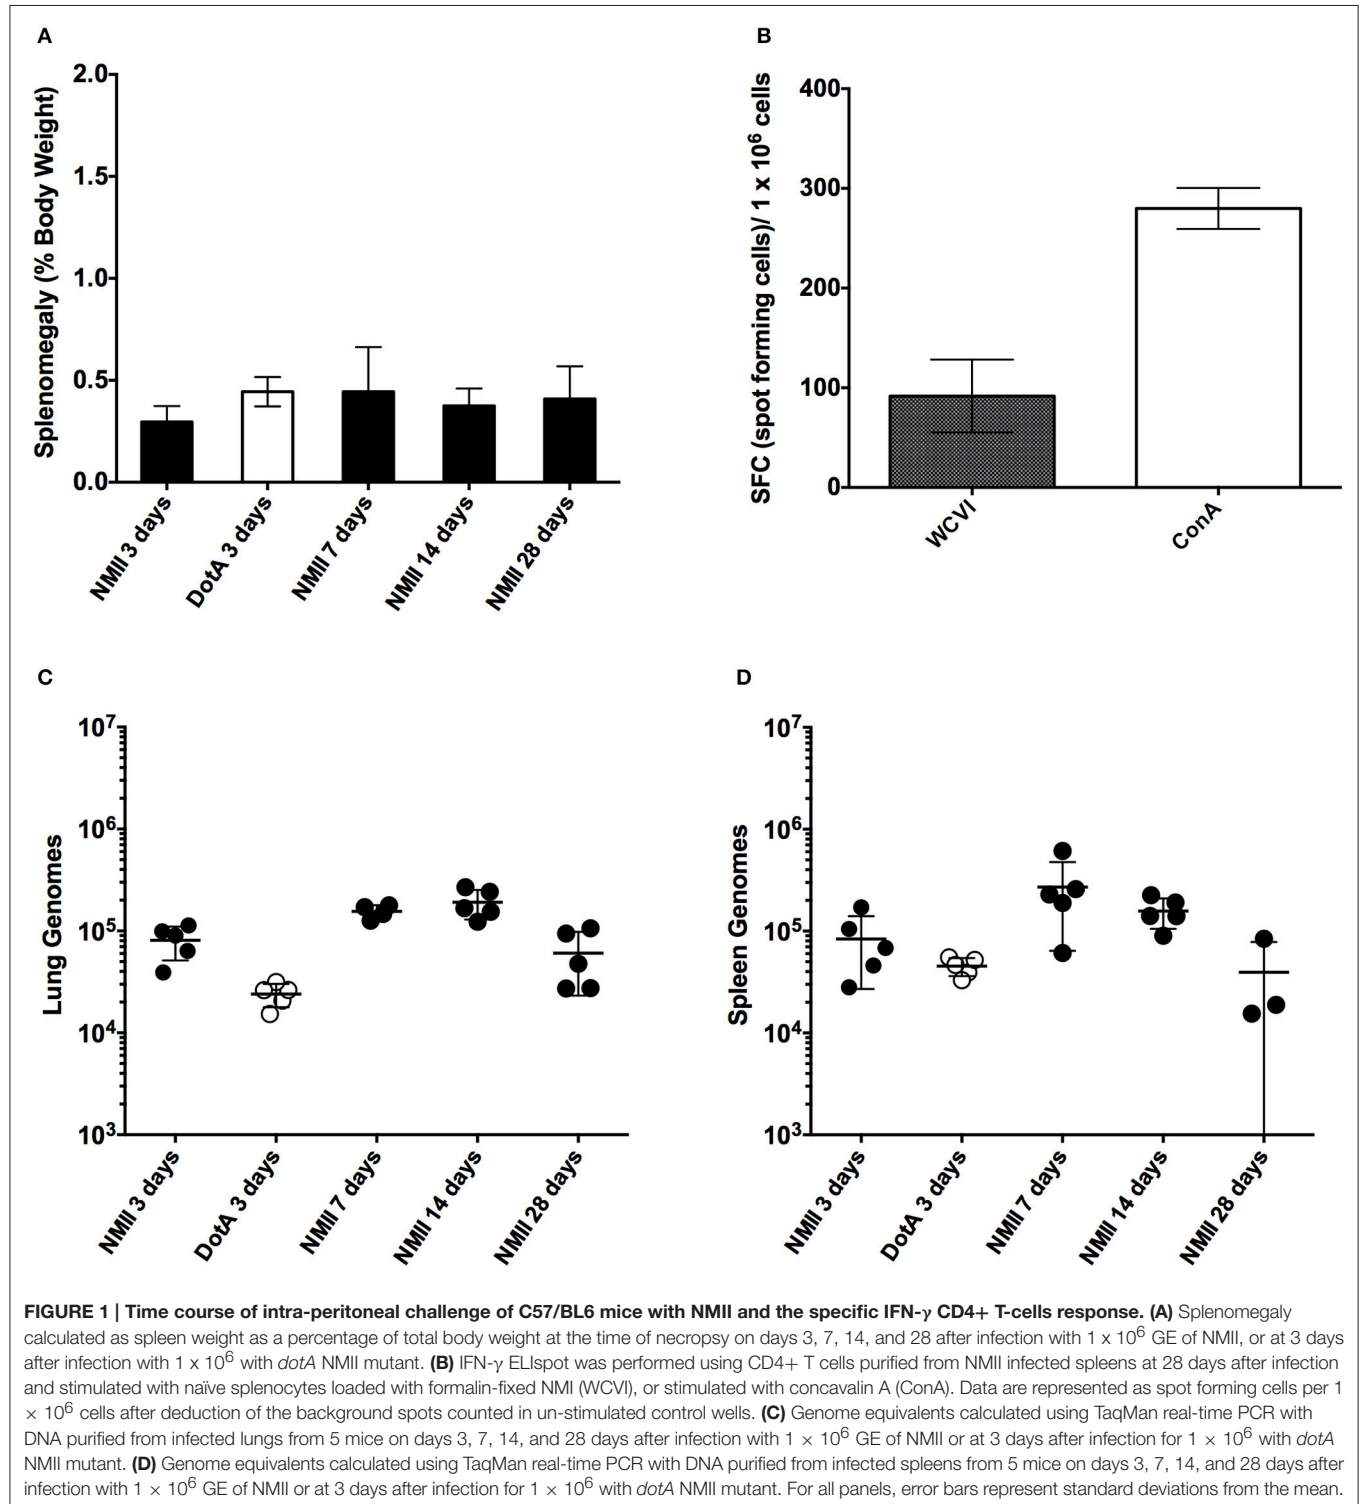 A
Splenomegaly (% Body Weight)
2.0
1.5
1.0
0.5
0.0
NMII 3 days
DotA 3 days
NMII 7 days
NMII 14 days
NMII 28 days
B
SFC (spot forming cells)/ 1 x 10⁶ cells
400
300
200
100
0
WCVI
ConA
C
Lung Genomes
10⁷
10⁶
10⁵
10⁴
10³
NMII 3 days
DotA 3 days
NMII 7 days
NMII 14 days
NMII 28 days
D
Spleen Genomes
10⁷
10⁶
10⁵
10⁴
10³
NMII 3 days
DotA 3 days
NMII 7 days
NMII 14 days
NMII 28 days
FIGURE 1 | Time course of intra-peritoneal challenge of C57/BL6 mice with NMII and the specific IFN-γ CD4+ T-cells response. (A) Splenomegaly
calculated as spleen weight as a percentage of total body weight at the time of necropsy on days 3, 7, 14, and 28 after infection with 1 x 10⁶ GE of NMII, or at 3 days
after infection with 1 x 10⁶ with dotA NMII mutant. (B) IFN-γ ELIspot was performed using CD4+ T cells purified from NMII infected spleens at 28 days after infection
and stimulated with naïve splenocytes loaded with formalin-fixed NMI (WCVI), or stimulated with concavalin A (ConA). Data are represented as spot forming cells per 1
× 10⁶ cells after deduction of the background spots counted in un-stimulated control wells. (C) Genome equivalents calculated using TaqMan real-time PCR with
DNA purified from infected lungs from 5 mice on days 3, 7, 14, and 28 days after infection with 1 × 10⁶ GE of NMII or at 3 days after infection for 1 × 10⁶ with dotA
NMII mutant. (D) Genome equivalents calculated using TaqMan real-time PCR with DNA purified from infected spleens from 5 mice on days 3, 7, 14, and 28 days after
infection with 1 × 10⁶ GE of NMII or at 3 days after infection for 1 × 10⁶ with dotA NMII mutant. For all panels, error bars represent standard deviations from the mean.